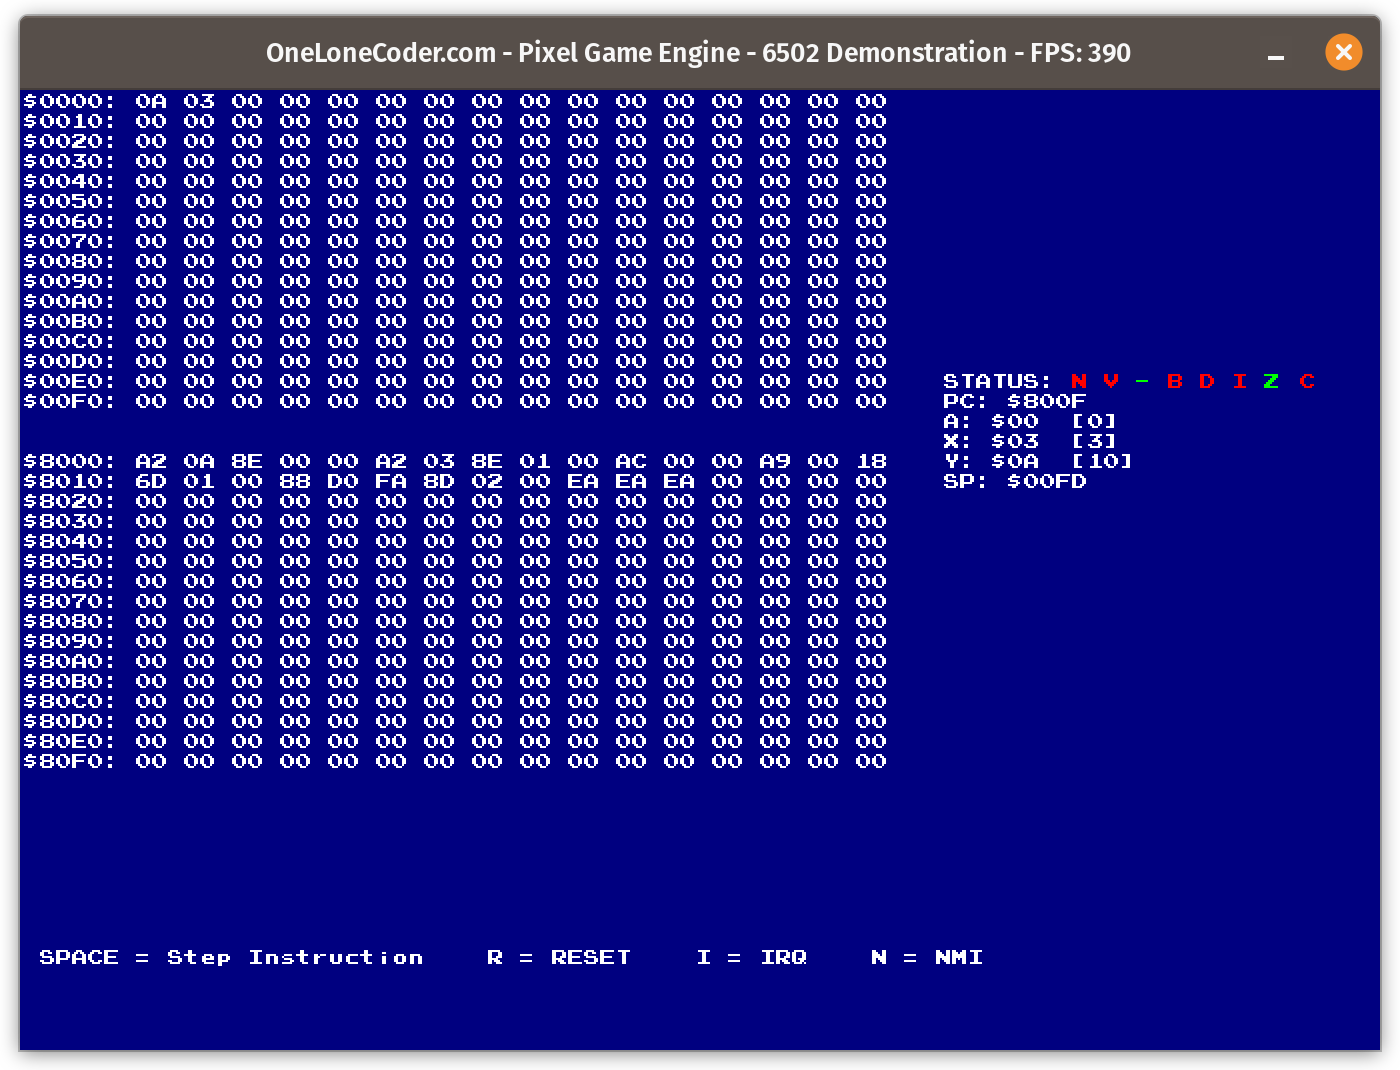 OneLoneCoder.com - Pixel Game Engine - 6502 Demonstration - FPS: 390
$0000: 0A 03 00 00 00 00 00 00 00 00 00 00 00 00 00 00
$0010: 00 00 00 00 00 00 00 00 00 00 00 00 00 00 00 00
$0020: 00 00 00 00 00 00 00 00 00 00 00 00 00 00 00 00
$0030: 00 00 00 00 00 00 00 00 00 00 00 00 00 00 00 00
$0040: 00 00 00 00 00 00 00 00 00 00 00 00 00 00 00 00
$0050: 00 00 00 00 00 00 00 00 00 00 00 00 00 00 00 00
$0060: 00 00 00 00 00 00 00 00 00 00 00 00 00 00 00 00
$0070: 00 00 00 00 00 00 00 00 00 00 00 00 00 00 00 00
$0080: 00 00 00 00 00 00 00 00 00 00 00 00 00 00 00 00
$0090: 00 00 00 00 00 00 00 00 00 00 00 00 00 00 00 00
$00A0: 00 00 00 00 00 00 00 00 00 00 00 00 00 00 00 00
$00B0: 00 00 00 00 00 00 00 00 00 00 00 00 00 00 00 00
$00C0: 00 00 00 00 00 00 00 00 00 00 00 00 00 00 00 00
$00D0: 00 00 00 00 00 00 00 00 00 00 00 00 00 00 00 00
$00E0: 00 00 00 00 00 00 00 00 00 00 00 00 00 00 00 00
$00F0: 00 00 00 00 00 00 00 00 00 00 00 00 00 00 00 00
STATUS: N V - B D I Z C
PC: $800F
A: $00 [0]
X: $03 [3]
Y: $0A [10]
SP: $00FD
$8000: A2 0A 8E 00 00 A2 03 8E 01 00 AC 00 00 A9 00 18
$8010: 6D 01 00 88 D0 FA 8D 02 00 EA EA EA 00 00 00 00
$8020: 00 00 00 00 00 00 00 00 00 00 00 00 00 00 00 00
$8030: 00 00 00 00 00 00 00 00 00 00 00 00 00 00 00 00
$8040: 00 00 00 00 00 00 00 00 00 00 00 00 00 00 00 00
$8050: 00 00 00 00 00 00 00 00 00 00 00 00 00 00 00 00
$8060: 00 00 00 00 00 00 00 00 00 00 00 00 00 00 00 00
$8070: 00 00 00 00 00 00 00 00 00 00 00 00 00 00 00 00
$8080: 00 00 00 00 00 00 00 00 00 00 00 00 00 00 00 00
$8090: 00 00 00 00 00 00 00 00 00 00 00 00 00 00 00 00
$80A0: 00 00 00 00 00 00 00 00 00 00 00 00 00 00 00 00
$80B0: 00 00 00 00 00 00 00 00 00 00 00 00 00 00 00 00
$80C0: 00 00 00 00 00 00 00 00 00 00 00 00 00 00 00 00
$80D0: 00 00 00 00 00 00 00 00 00 00 00 00 00 00 00 00
$80E0: 00 00 00 00 00 00 00 00 00 00 00 00 00 00 00 00
$80F0: 00 00 00 00 00 00 00 00 00 00 00 00 00 00 00 00
SPACE = Step Instruction R = RESET I = IRQ N = NMI